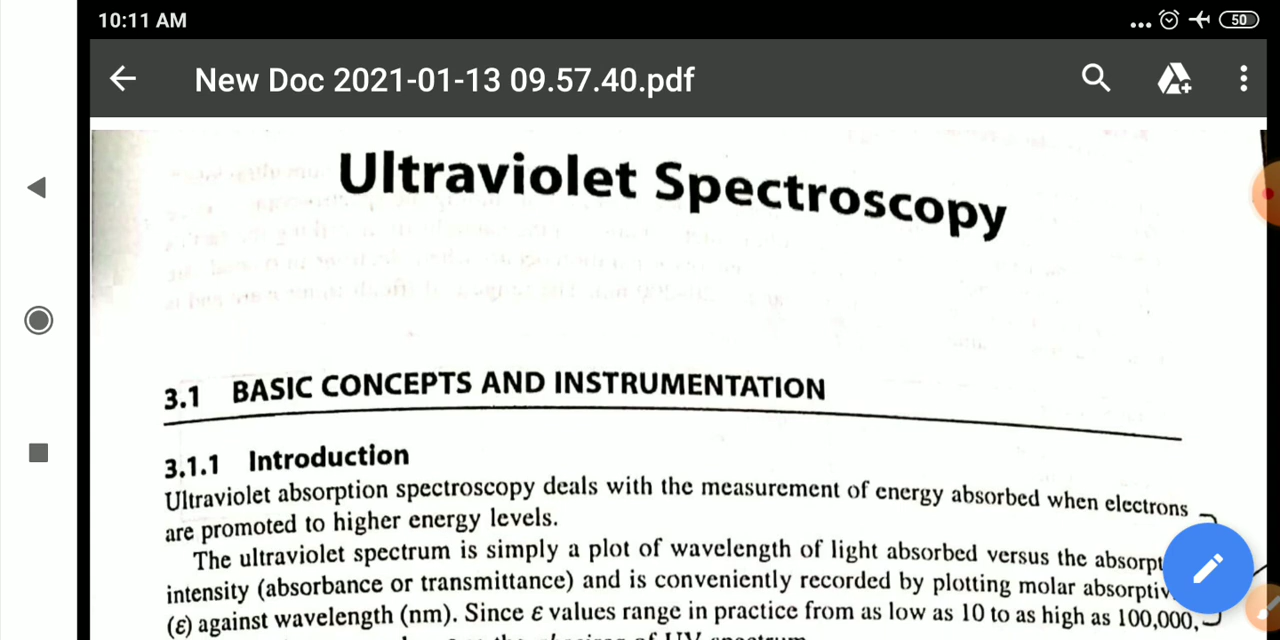 10:11 AM
50
New Doc 2021-01-13 09.57.40.pdf
Ultraviolet Spectroscopy
3.1 BASIC CONCEPTS AND INSTRUMENTATION
3.1.1 Introduction
Ultraviolet absorption spectroscopy deals with the measurement of energy absorbed when electrons
are promoted to higher energy levels.
The ultraviolet spectrum is simply a plot of wavelength of light absorbed versus the
intensity (absorbance or transmittance) and is conveniently recorded by plotting molar
(ε) against wavelength (nm). Since ε values range in practice from as low as 10 to as high as 100,000,
of UV spectrum